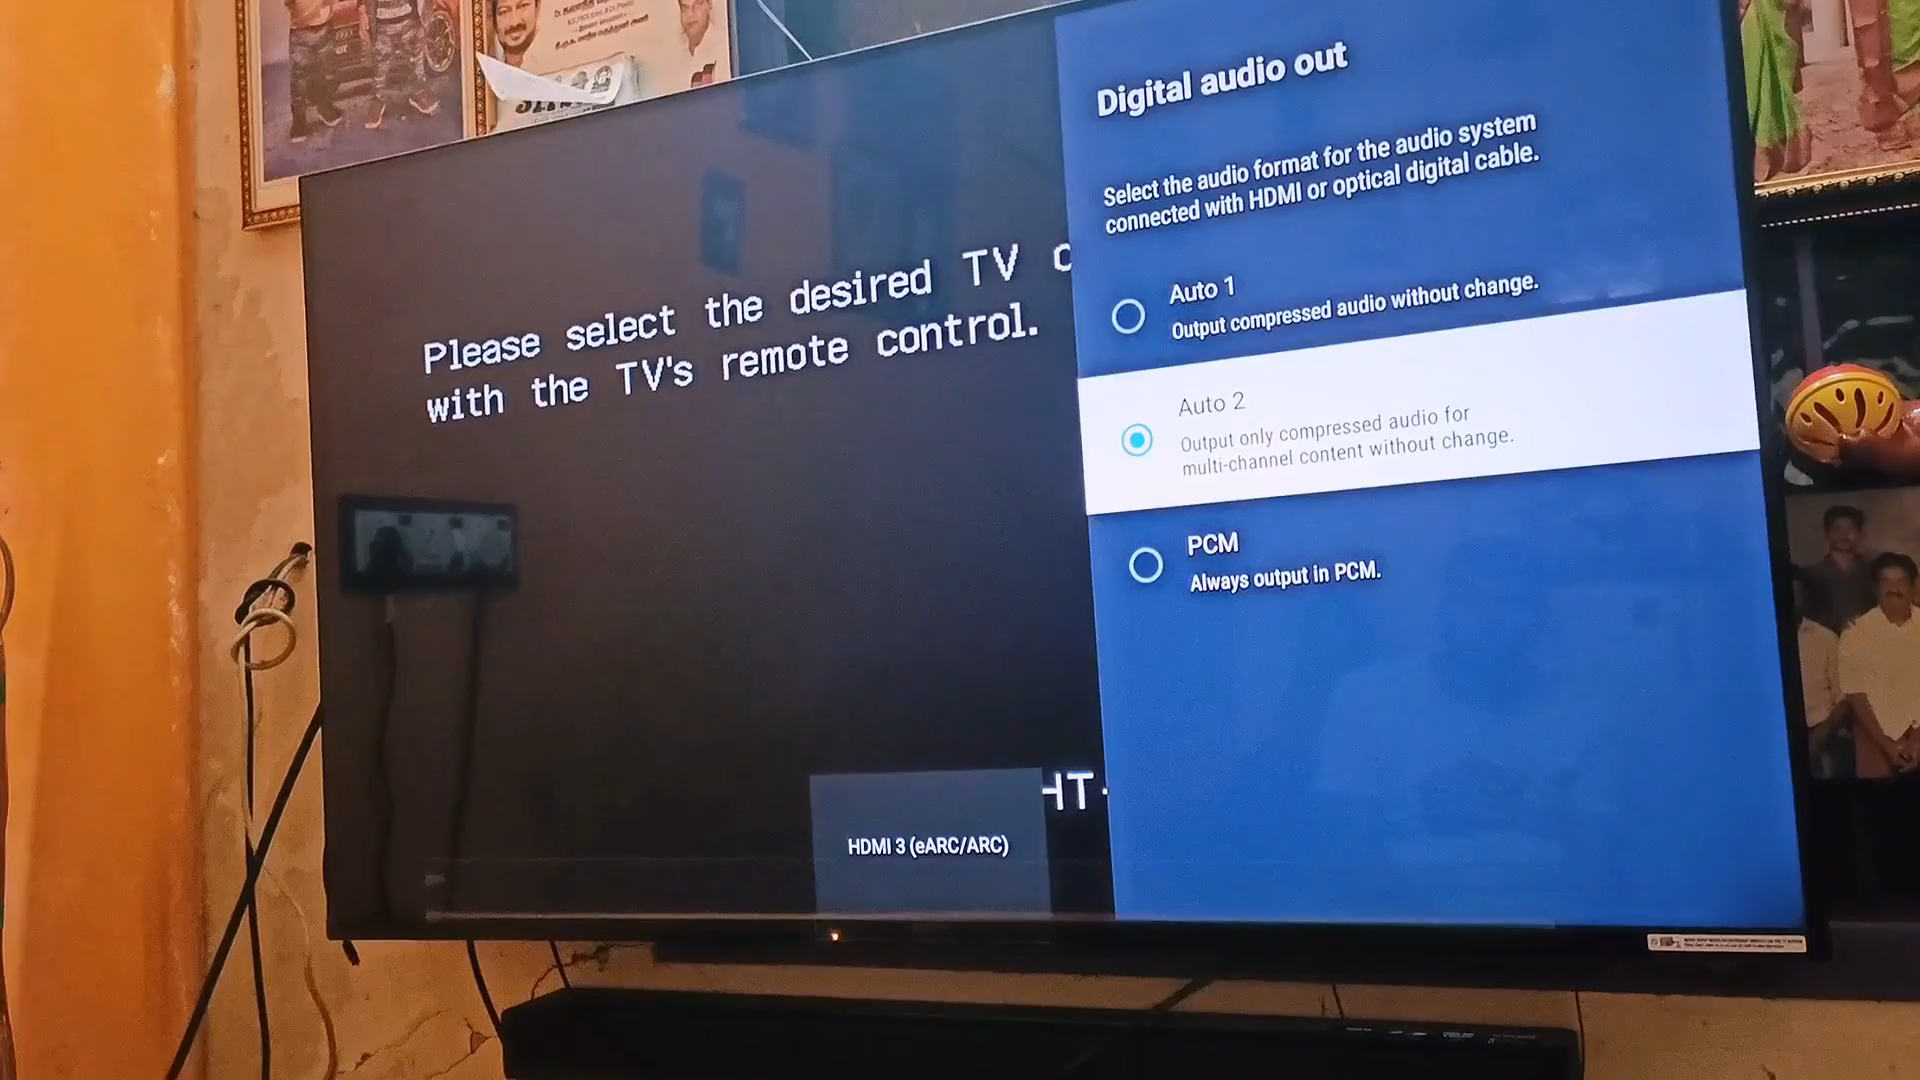 Digital audio out
Select the audio format for the audio system
connected with HDMI or optical digital cable.
Auto 1
Output compressed audio without change.
Auto 2
Output only compressed audio for
multi-channel content without change.
PCM
Always output in PCM.
Please select the desired TV
with the TV's remote control.
HT-
HDMI 3 (eARC/ARC)